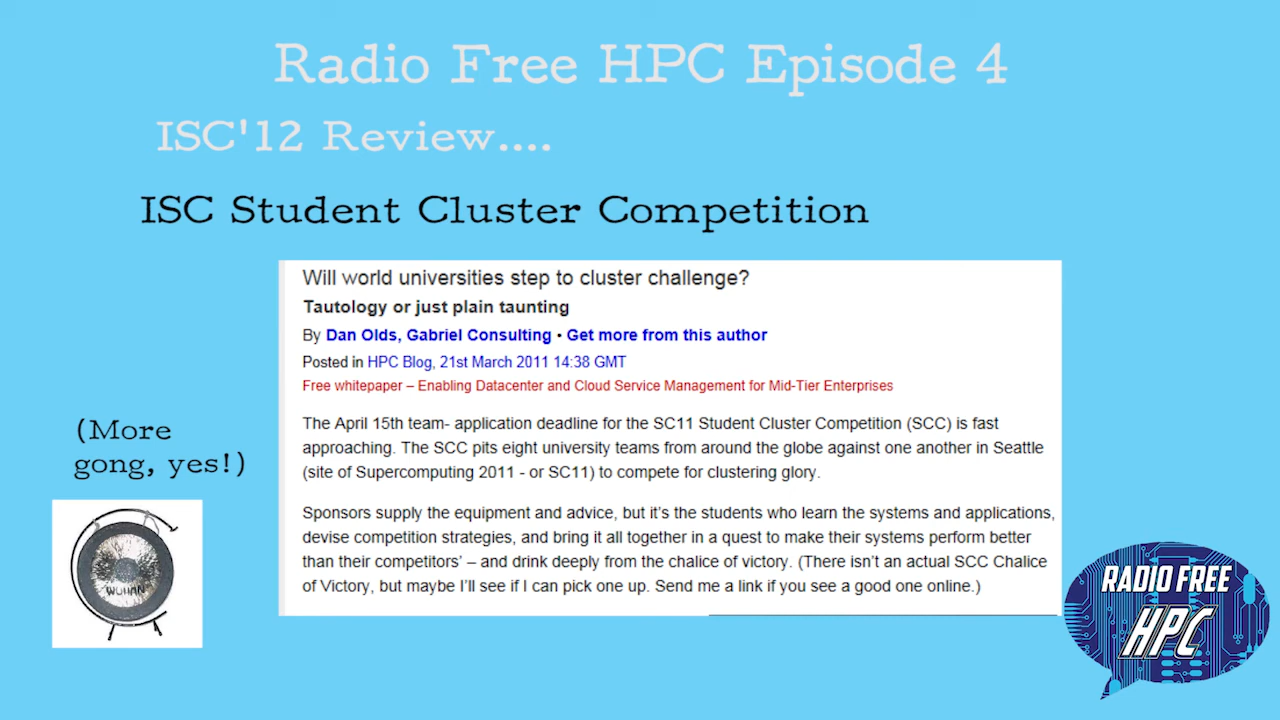 Radio Free HPC Episode 4
ISC'12 Review....
ISC Student Cluster Competition
Will world universities step to cluster challenge?
Tautology or just plain taunting
By Dan Olds, Gabriel Consulting • Get more from this author
Posted in HPC Blog, 21st March 2011 14:38 GMT
Free whitepaper – Enabling Datacenter and Cloud Service Management for Mid-Tier Enterprises
The April 15th team- application deadline for the SC11 Student Cluster Competition (SCC) is fast
approaching. The SCC pits eight university teams from around the globe against one another in Seattle
(site of Supercomputing 2011 - or SC11) to compete for clustering glory.
Sponsors supply the equipment and advice, but it's the students who learn the systems and applications,
devise competition strategies, and bring it all together in a quest to make their systems perform better
than their competitors' – and drink deeply from the chalice of victory. (There isn't an actual SCC Chalice
of Victory, but maybe I'll see if I can pick one up. Send me a link if you see a good one online.)
(More
gong, yes!)
WUHAN
RADIO FREE
HPC